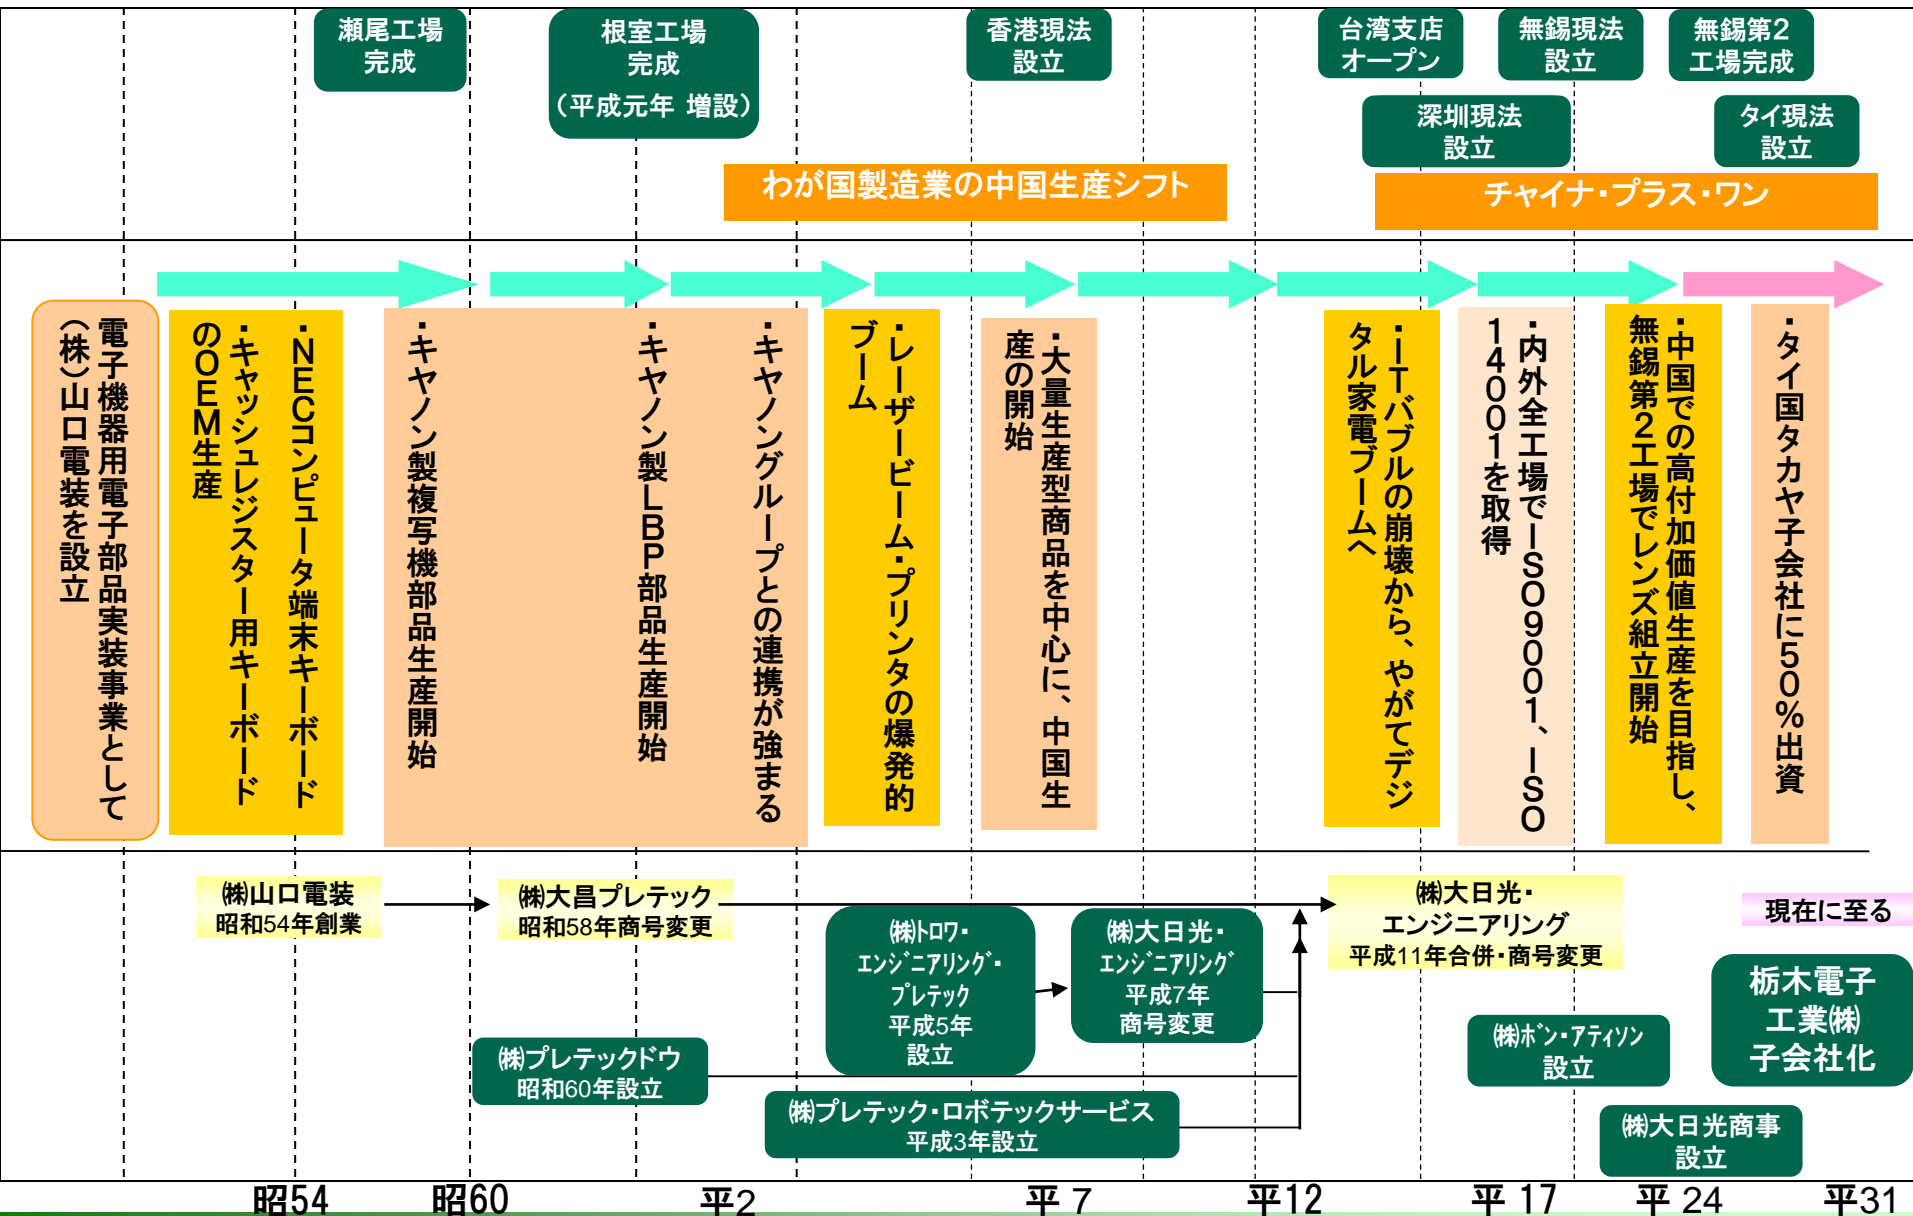 瀬尾工場
完成
根室工場
完成
（平成元年 増設）
香港現法
設立
台湾支店
オープン
無錫現法
設立
無錫第2
工場完成
深圳現法
設立
タイ現法
設立
わが国製造業の中国生産シフト
チャイナ・プラス・ワン
電子機器用電子部品実装事業として
（株）山口電装を設立
・NECコンピュータ端末キーボード
・キャッシュレジスター用キーボード
のOEM生産
・キヤノン製複写機部品生産開始
・キヤノン製LBP部品生産開始
・キヤノングループとの連携が強まる
・レーザービーム・プリンタの爆発的
ブーム
・大量生産型商品を中心に、中国生
産の開始
・ITバブルの崩壊から、やがてデジ
タル家電ブームへ
・内外全工場でISO9001、ISO
14001を取得
・中国での高付加価値生産を目指し、
無錫第2工場でレンズ組立開始
・タイ国タカヤ子会社に50%出資
㈱山口電装
昭和54年創業
㈱大昌プレテック
昭和58年商号変更
㈱トロワ・
エンジニアリング・
プレテック
平成5年
設立
㈱大日光・
エンジニアリング
平成7年
商号変更
㈱大日光・
エンジニアリング
平成11年合併・商号変更
現在に至る
㈱プレテックドウ
昭和60年設立
㈱プレテック・ロボテックサービス
平成3年設立
㈱ボン・アティソン
設立
栃木電子
工業㈱
子会社化
㈱大日光商事
設立
昭54
昭60
平2
平 7
平12
平 17
平 24
平31